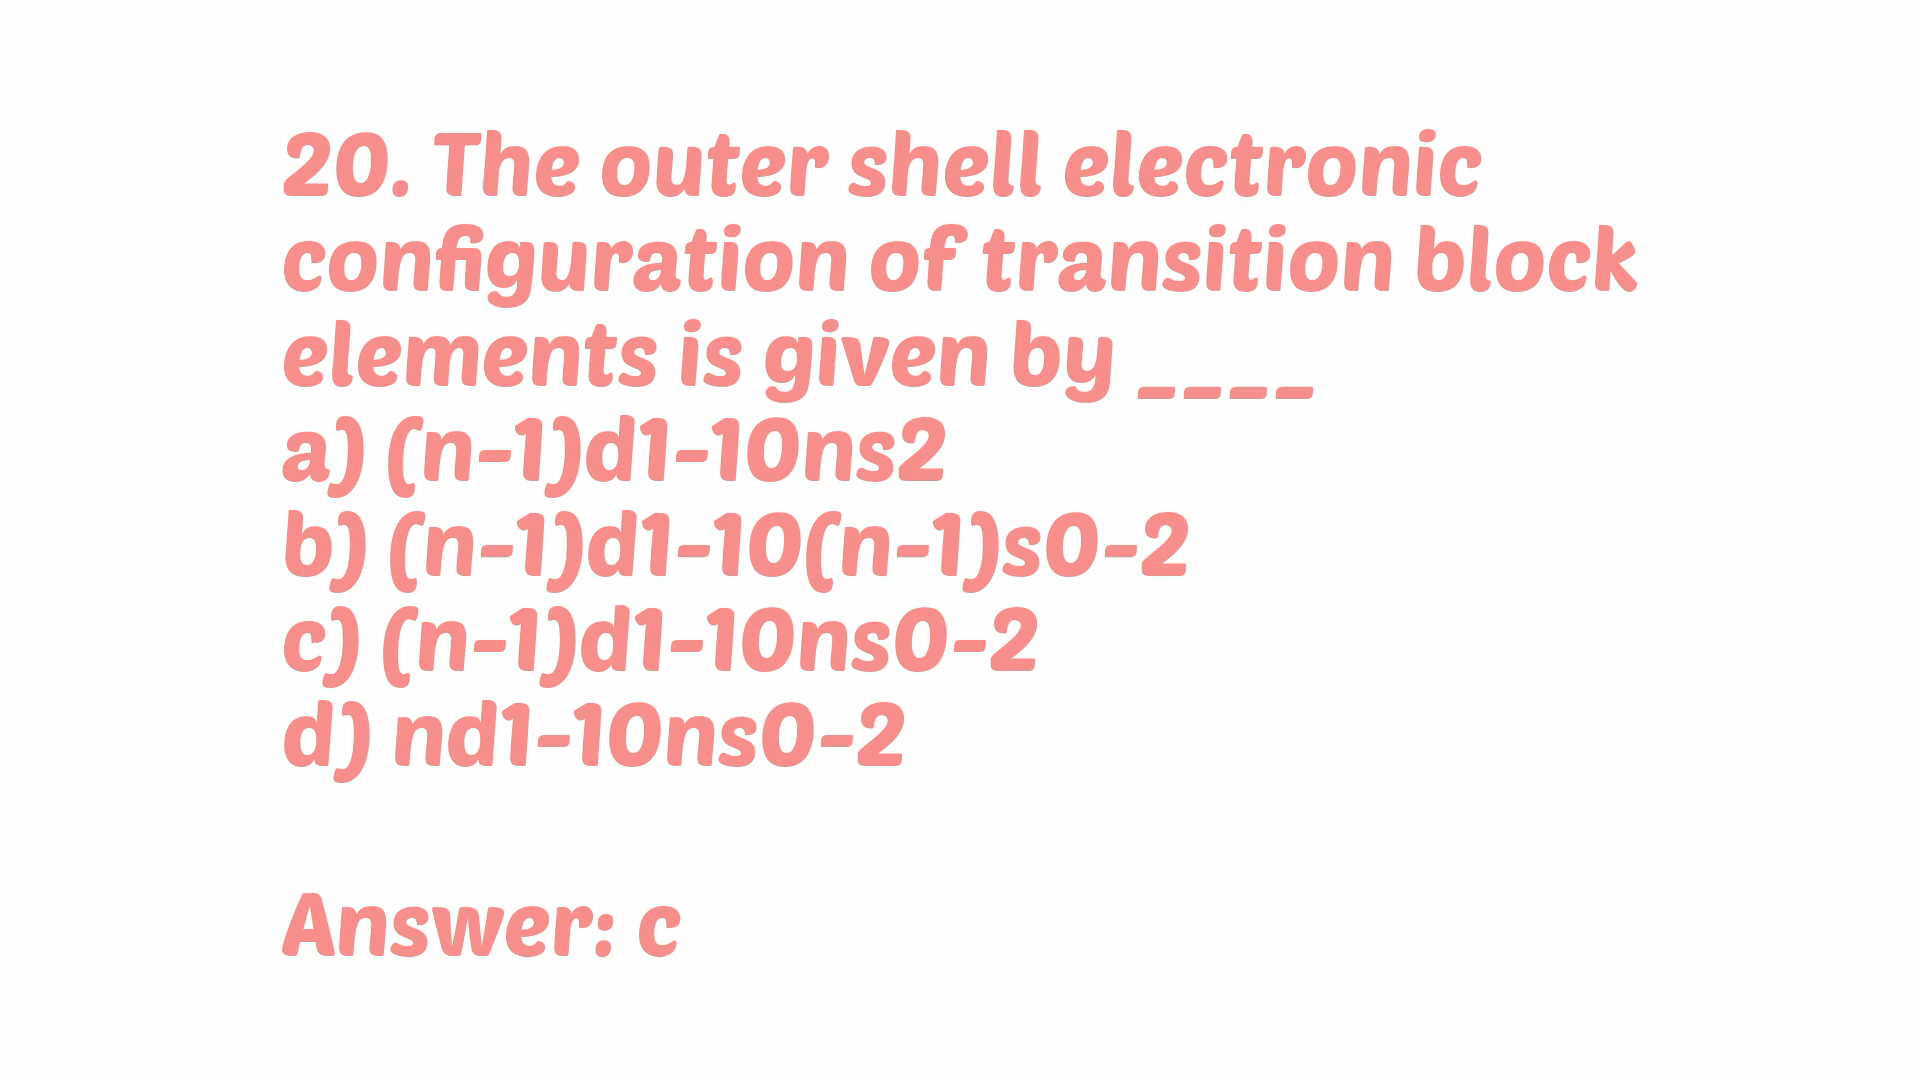 20. The outer shell electronic
configuration of transition block
elements is given by ____
a) (n-1)d1-10ns2
b) (n-1)d1-10(n-1)s0-2
c) (n-1)d1-10ns0-2
d) nd1-10ns0-2
Answer: c